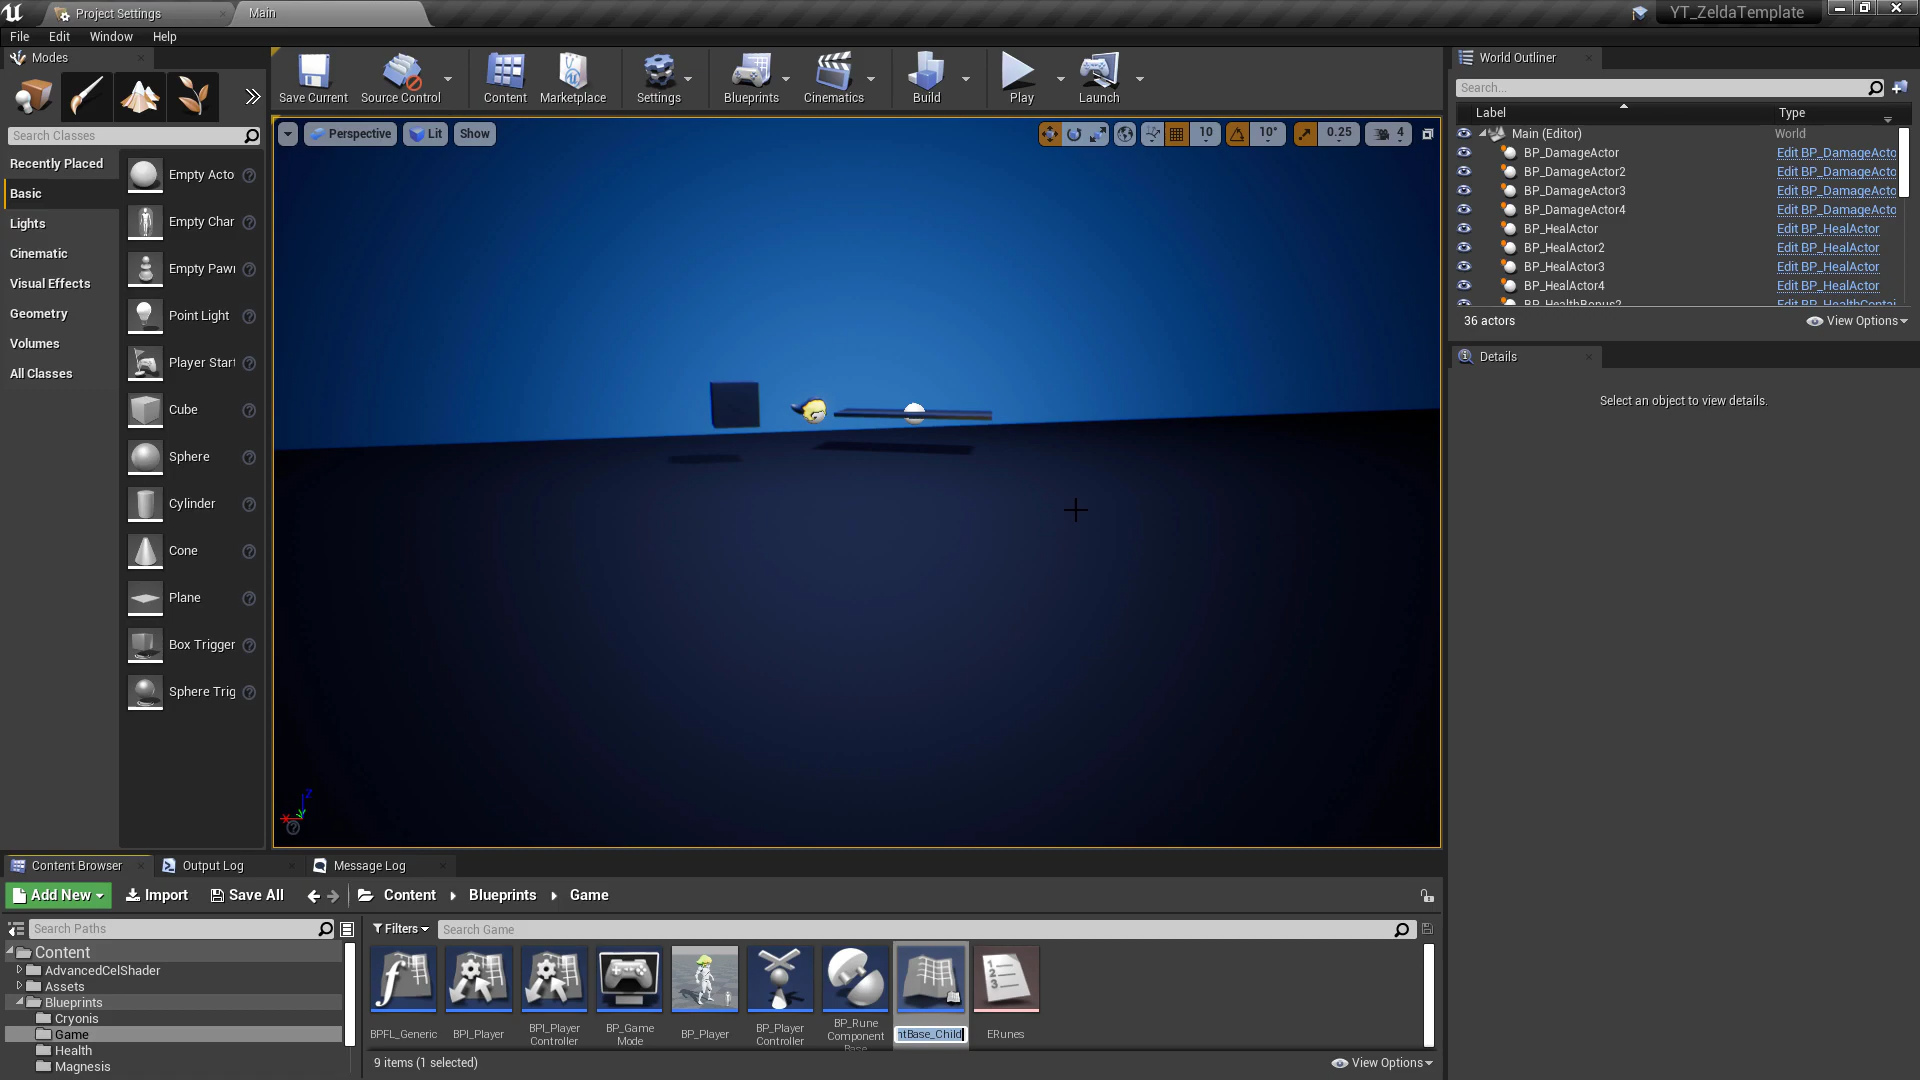 Project Settings
Main
YT_ZeldaTemplate
File Edit Window Help
Modes
Search Classes
Recently Placed
Basic
Lights
Cinematic
Visual Effects
Geometry
Volumes
All Classes
Empty Acto
Empty Char
Empty Paw
Point Light
Player Star
Cube
Sphere
Cylinder
Cone
Plane
Box Trigger
Sphere Trig
Save Current
Source Control
Content
Marketplace
Settings
Blueprints
Cinematics
Build
Play
Launch
Perspective
Lit
Show
10
10°
0.25
4
Z
X
World Outliner
Search...
Label Type
Main (Editor) World
BP_DamageActor Edit BP_DamageActo
BP_DamageActor2 Edit BP_DamageActo
BP_DamageActor3 Edit BP_DamageActo
BP_DamageActor4 Edit BP_DamageActo
BP_HealActor Edit BP_HealActor
BP_HealActor2 Edit BP_HealActor
BP_HealActor3 Edit BP_HealActor
BP_HealActor4 Edit BP_HealActor
BP_HealthBonus2 Edit BP_HealthContai
36 actors
View Options
Details
Select an object to view details.
Content Browser
Output Log
Message Log
Add New
Import
Save All
Content
Blueprints
Game
Search Paths
Content
AdvancedCelShader
Assets
Blueprints
Cryonis
Game
Health
Magnesis
Filters
Search Game
BPFL_Generic
BPI_Player
BPI_Player
Controller
BP_Game
Mode
BP_Player
BP_Player
Controller
BP_Rune
Component
Base
ntBase_Child
1
2
3
ERunes
9 items (1 selected)
View Options